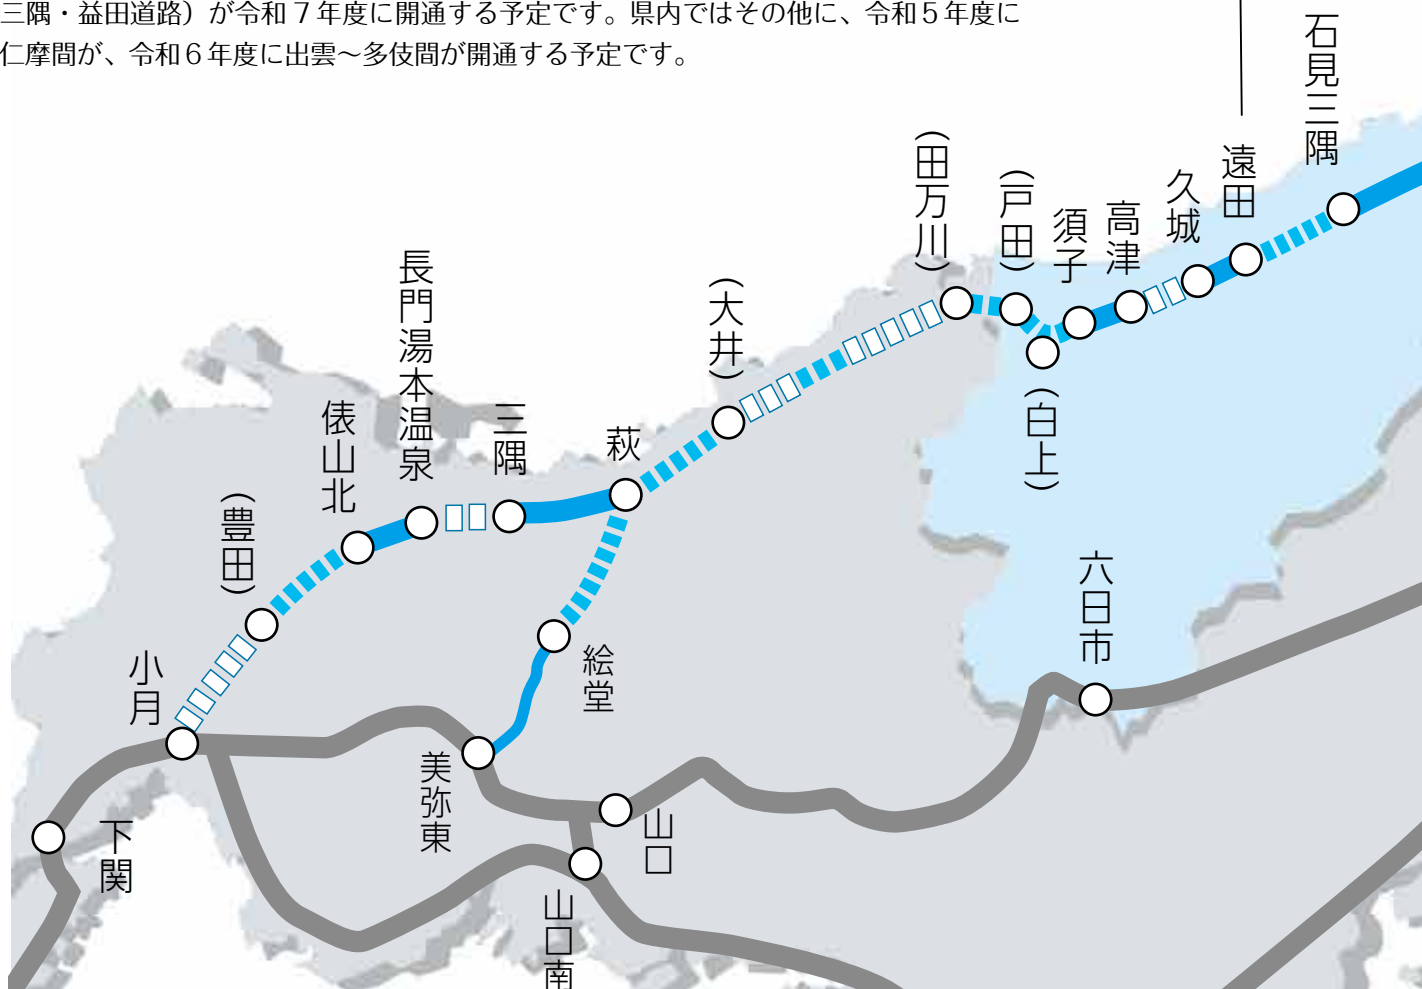 三隅・益田道路）が令和７年度に開通する予定です。県内ではその他に、令和５年度に
仁摩間が、令和６年度に出雲～多伎間が開通する予定です。
石見三隅
遠田
久城
高津
須子
（戸田）
（田万川）
（白上）
（大井）
萩
三隅
長門湯本温泉
俵山北
（豊田）
小月
下関
絵堂
美弥東
山口
山口南
六日市